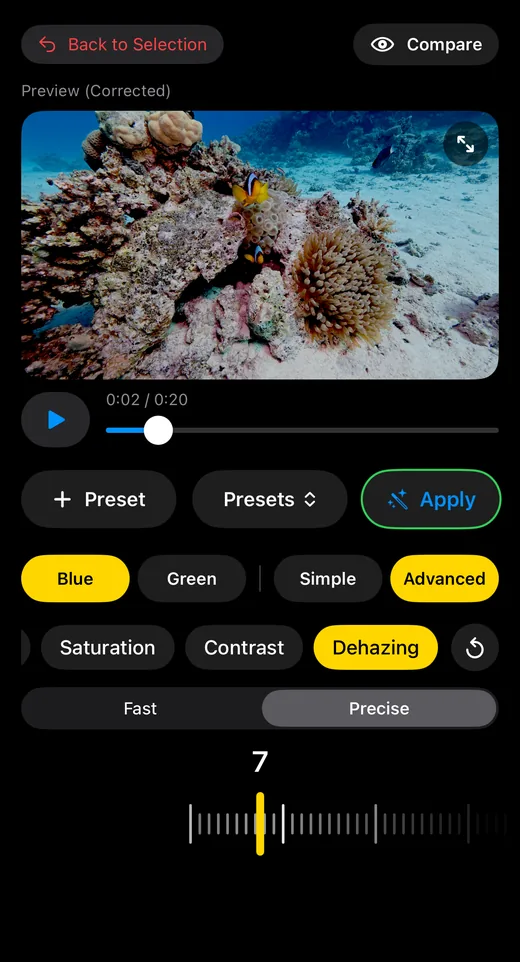 Back to Selection
Compare
Preview (Corrected)
0:02 / 0:20
Preset
Presets
Apply
Blue
Green
Simple
Advanced
Saturation
Contrast
Dehazing
Fast
Precise
7